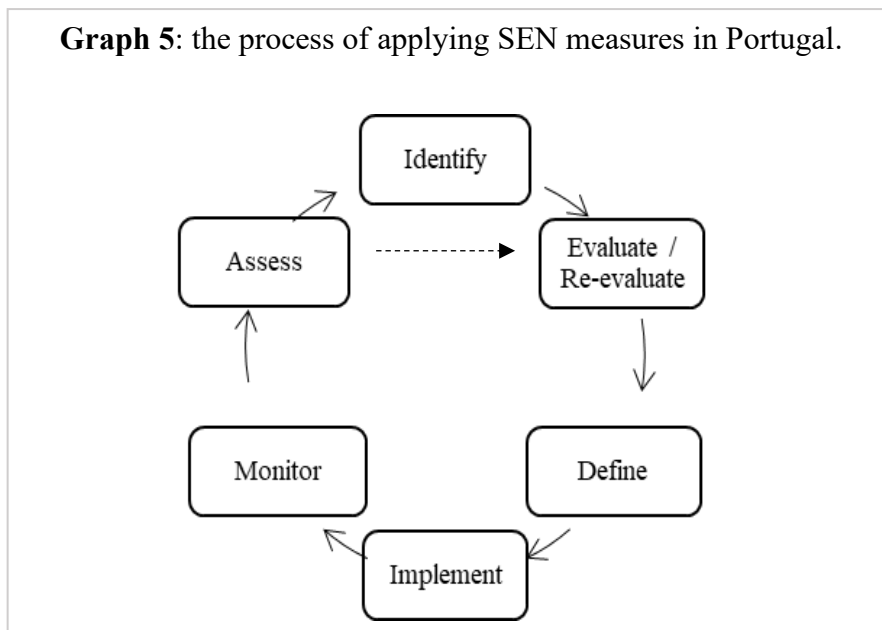 Graph 5: the process of applying SEN measures in Portugal.
Identify
Assess
Evaluate /
Re-evaluate
Monitor
Define
Implement